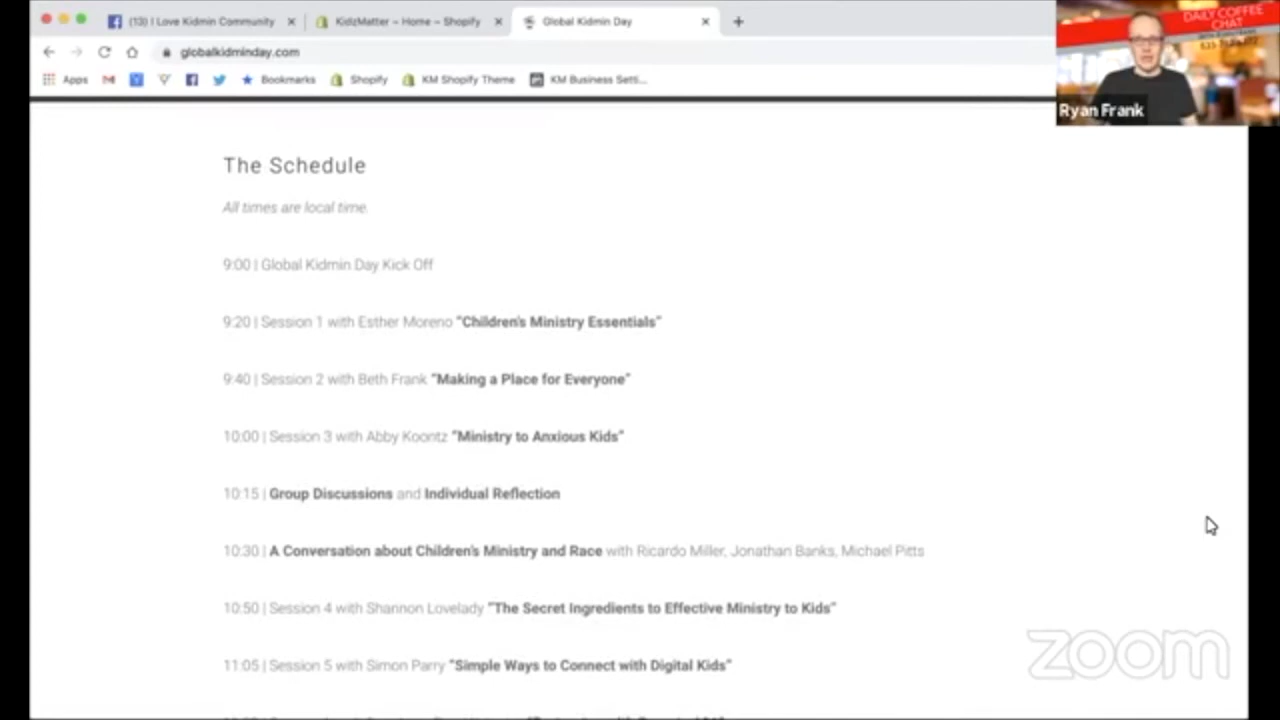 (13) I Love Kidmin Community
KidzMatter ~ Home ~ Shopify
Global Kidmin Day
globalkidminday.com
Apps
Bookmarks
Shopify
KM Shopify Theme
KM Business Setti...
DAILY COFFEE
CHAT
Ryan Frank
The Schedule
All times are local time.
9:00 | Global Kidmin Day Kick Off
9:20 | Session 1 with Esther Moreno "Children's Ministry Essentials"
9:40 | Session 2 with Beth Frank "Making a Place for Everyone"
10:00 | Session 3 with Abby Koontz "Ministry to Anxious Kids"
10:15 | Group Discussions and Individual Reflection
10:30 | A Conversation about Children's Ministry and Race with Ricardo Miller, Jonathan Banks, Michael Pitts
10:50 | Session 4 with Shannon Lovelady "The Secret Ingredients to Effective Ministry to Kids"
11:05 | Session 5 with Simon Parry "Simple Ways to Connect with Digital Kids"
zoom